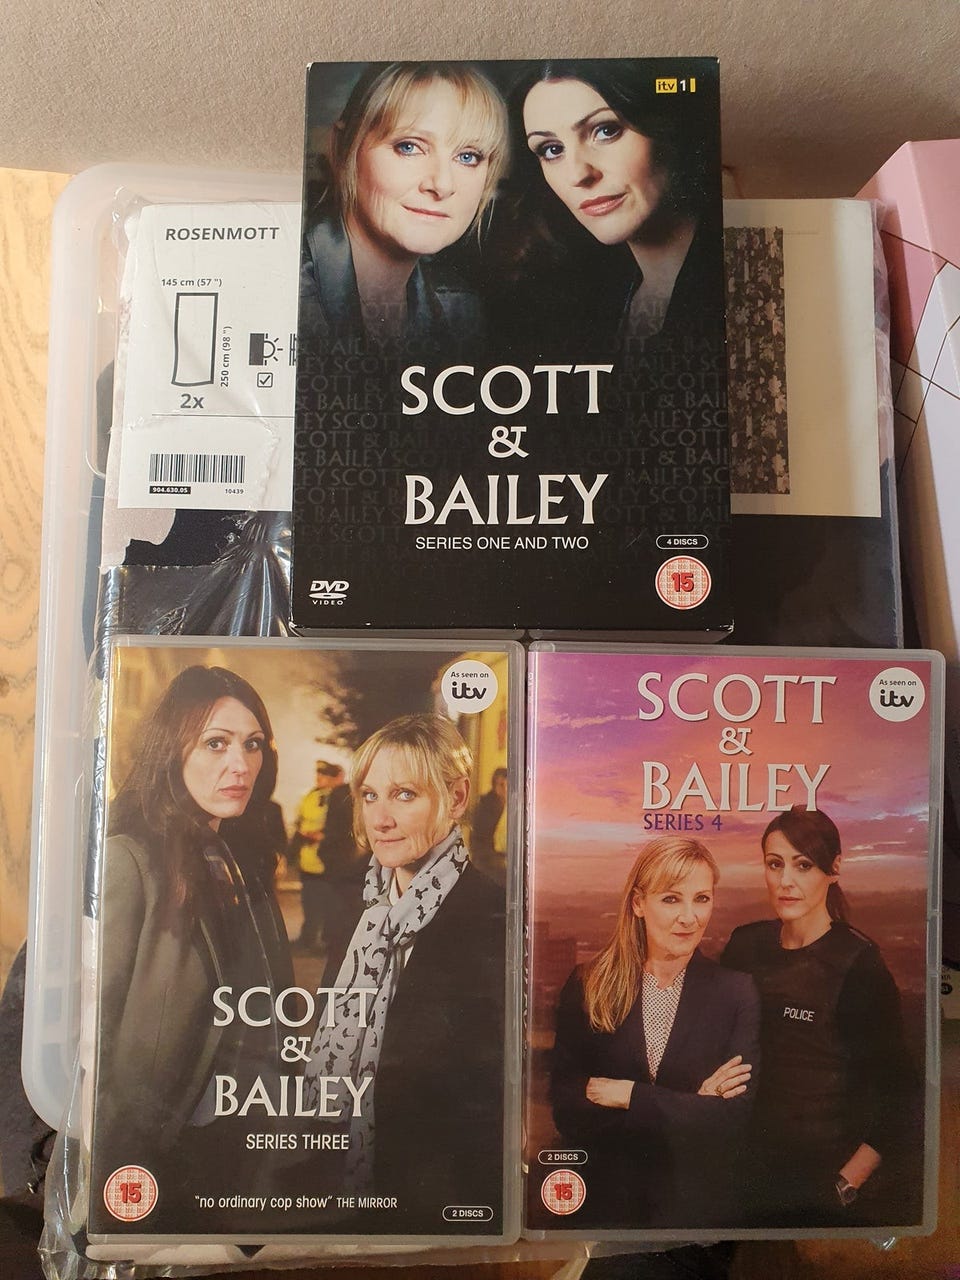 itv 1
SCOTT
&
BAILEY
SERIES ONE AND TWO
4 DISCS
DVD
VIDEO
15
ROSENMOTT
145 cm (57 ")
250 cm (98 ")
2x
904.630.05
10439
As seen on
itv
SCOTT
&
BAILEY
SERIES THREE
15
"no ordinary cop show" THE MIRROR
2 DISCS
SCOTT
&
BAILEY
SERIES 4
As seen on
itv
POLICE
2 DISCS
15